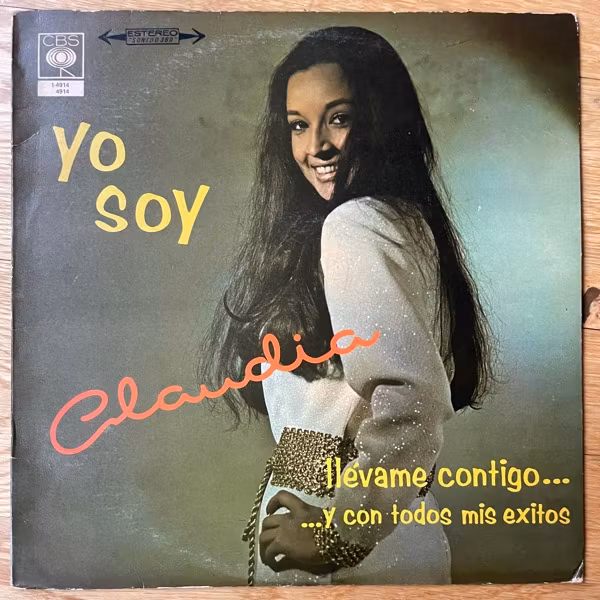 CBS
1-4914
4914
ESTEREO
SONIDO 360
YO
SOY
Claudia
llévame contigo...
...y con todos mis exitos